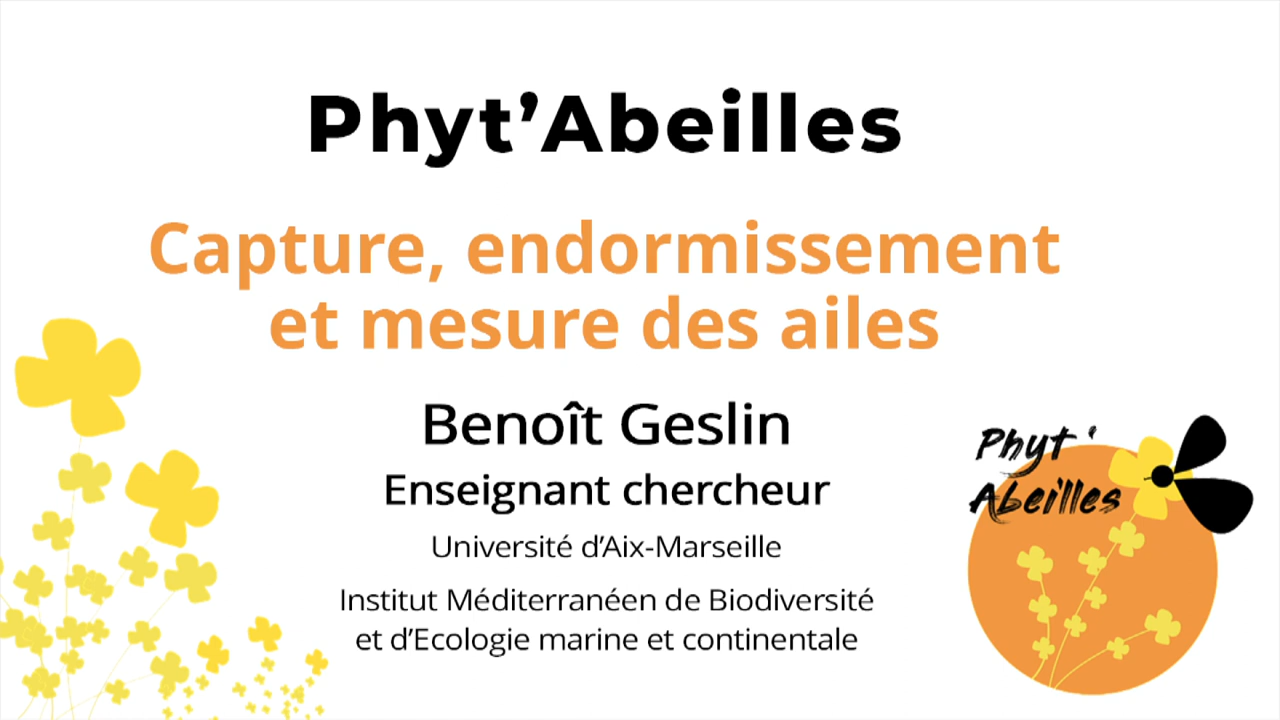 Phyt’Abeilles
Capture, endormissement
et mesure des ailes
Benoît Geslin
Enseignant chercheur
Université d’Aix-Marseille
Institut Méditerranéen de Biodiversité
et d’Ecologie marine et continentale
Phyt'
Abeilles